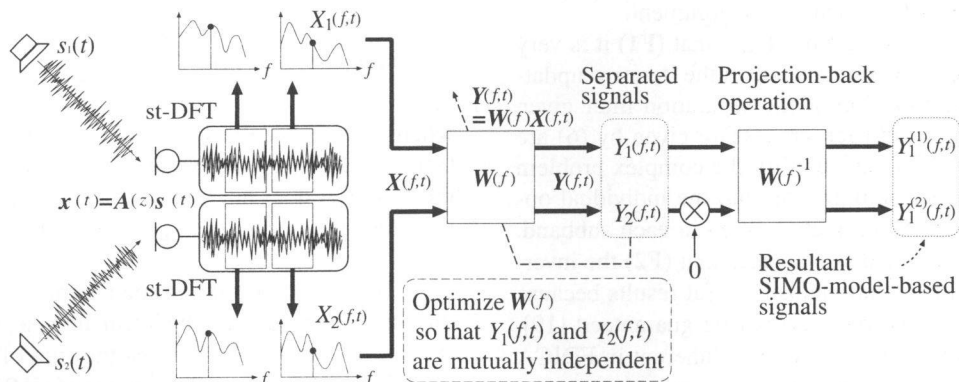 s₁(t)
X₁(f,t)
f
f
st-DFT
x(t)=A(z)s(t)
st-DFT
s₂(t)
X₂(f,t)
f
f
X(f,t)
Y(f,t)
=W(f)X(f,t)
W(f)
Y(f,t)
Separated
signals
Y₁(f,t)
Y₂(f,t)
0
Projection-back
operation
W(f)⁻¹
Y₁⁽¹⁾(f,t)
Y₁⁽²⁾(f,t)
Resultant
SIMO-model-based
signals
Optimize W(f)
so that Y₁(f,t) and Y₂(f,t)
are mutually independent